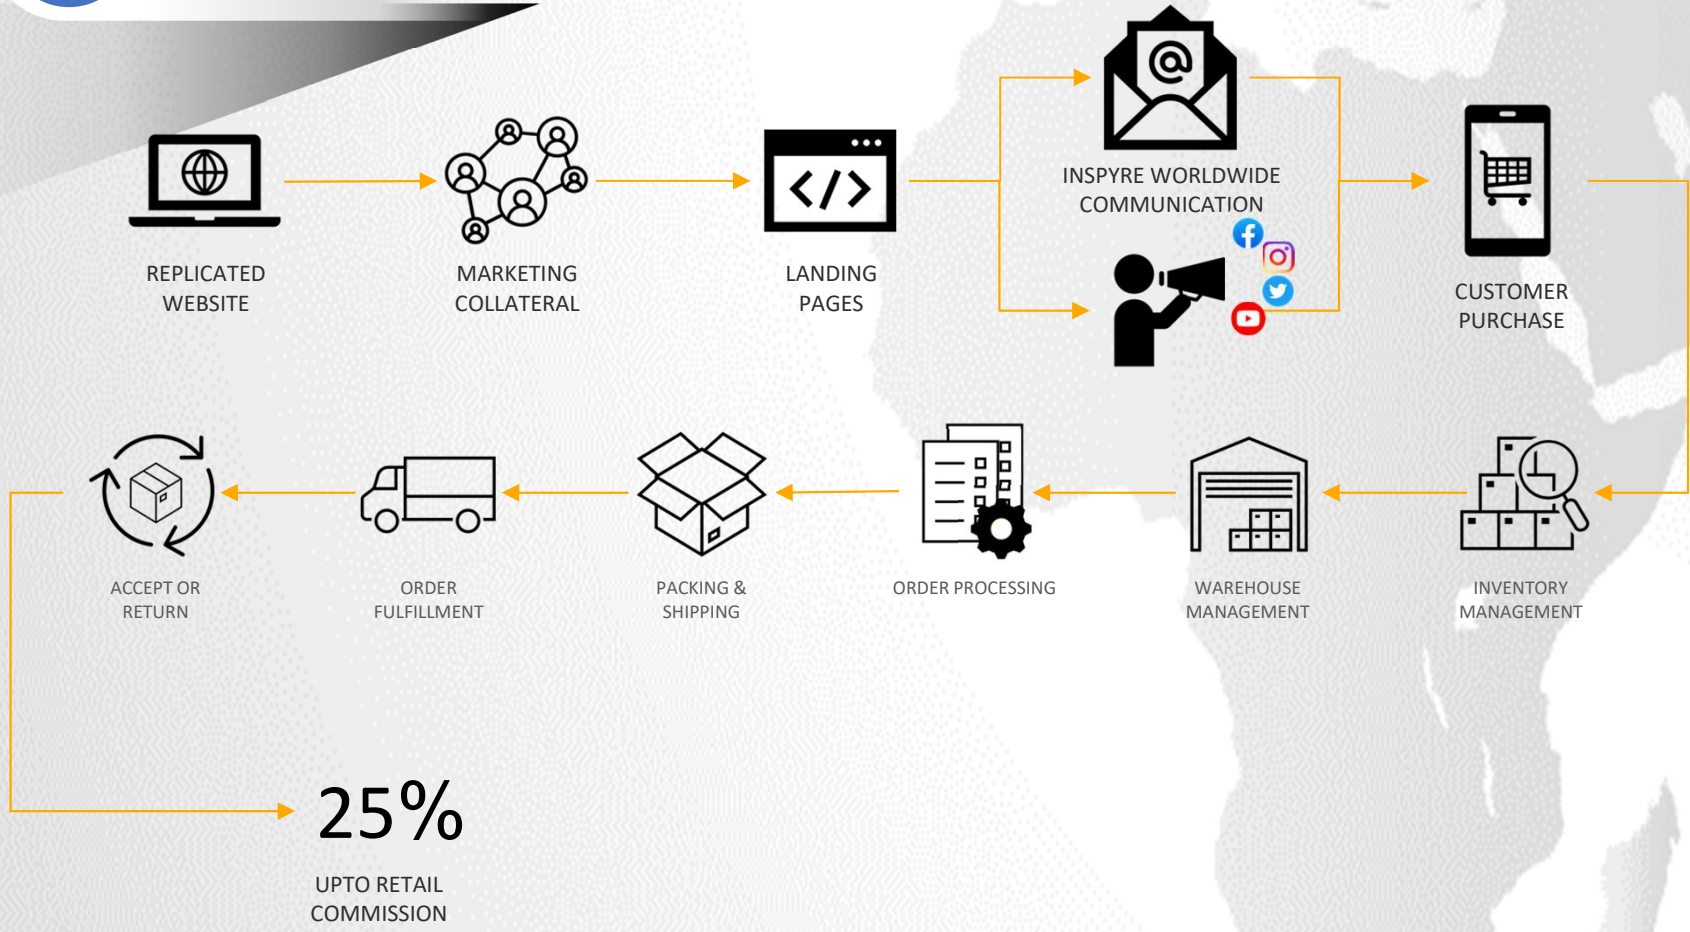 REPLICATED
WEBSITE
MARKETING
COLLATERAL
</>
LANDING
PAGES
@
INSPYRE WORLDWIDE
COMMUNICATION
CUSTOMER
PURCHASE
ACCEPT OR
RETURN
ORDER
FULFILLMENT
PACKING &
SHIPPING
ORDER PROCESSING
WAREHOUSE
MANAGEMENT
INVENTORY
MANAGEMENT
25%
UPTO RETAIL
COMMISSION